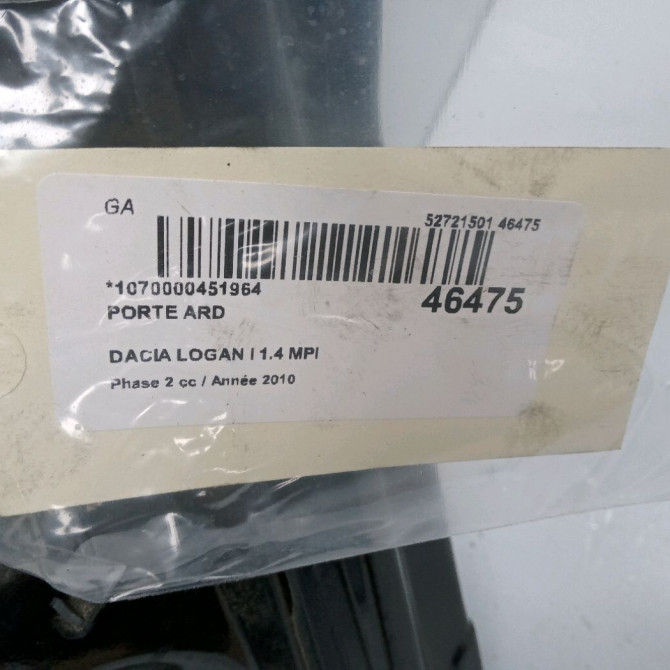 GA
52721501 46475
*1070000451964
46475
PORTE ARD
DACIA LOGAN I 1.4 MPI
Phase 2 cc / Année 2010